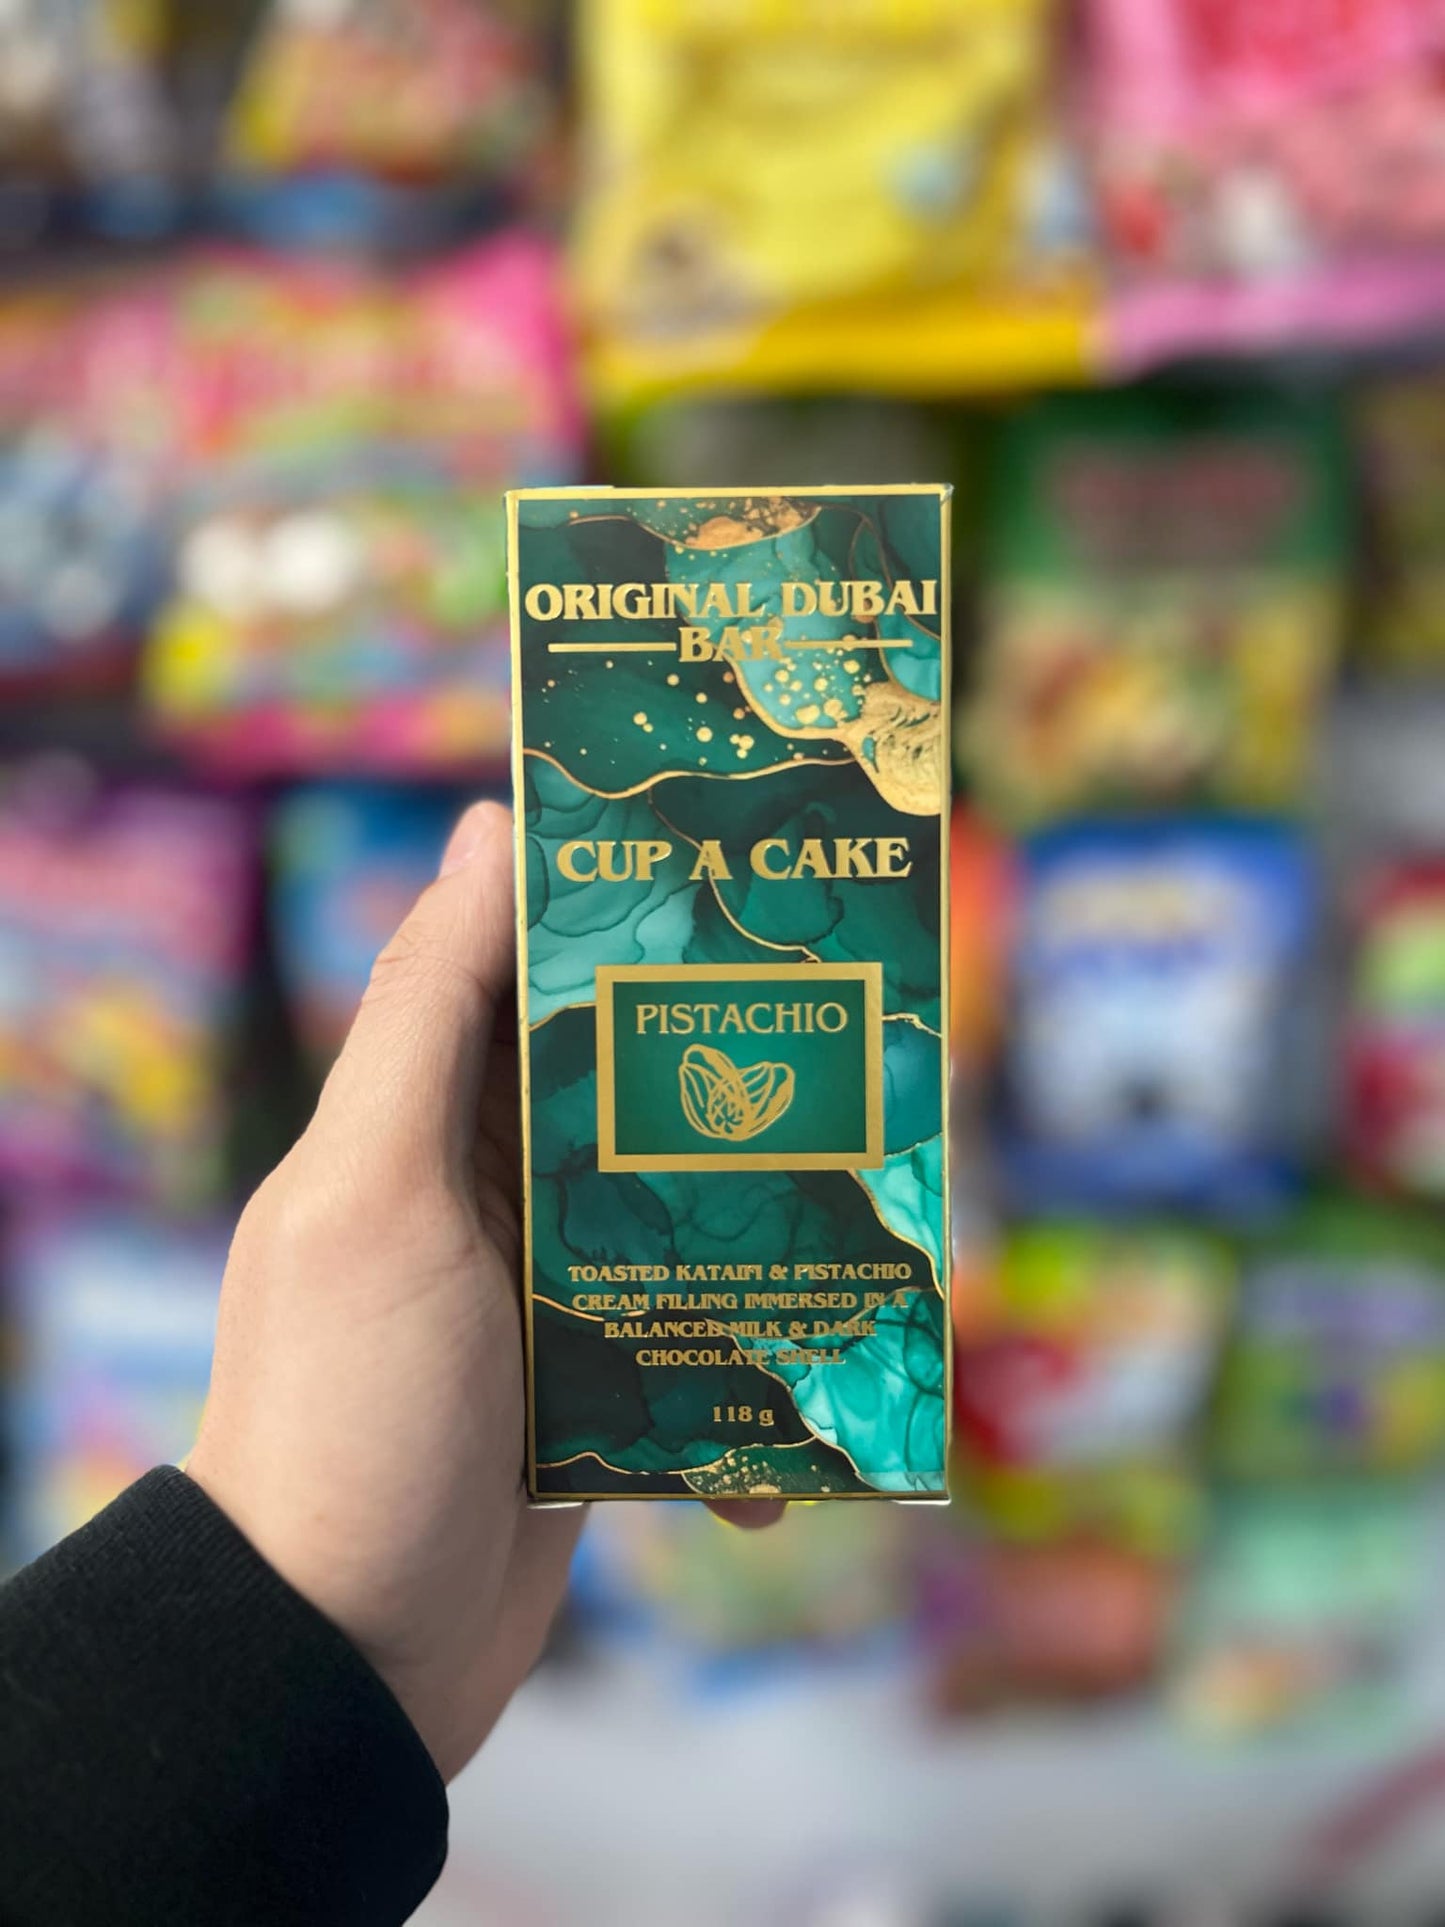 ORIGINAL DUBAI
BAR
CUP A CAKE
PISTACHIO
TOASTED KATAIFI & PISTACHIO
CREAM FILLING IMMERSED IN A
BALANCED MILK & DARK
CHOCOLATE SHELL
118 g